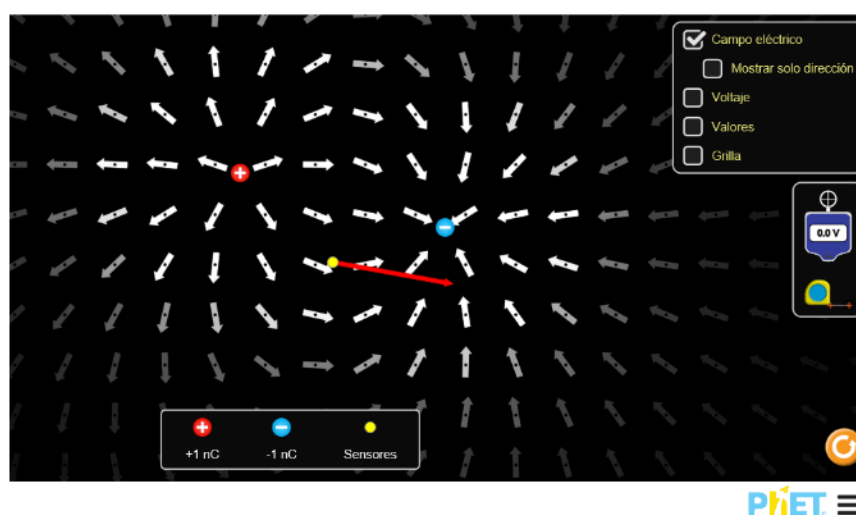 Campo eléctrico
Mostrar solo dirección
Voltaje
Valores
Grilla
0.0 V
+1 nC
-1 nC
Sensores
PhET